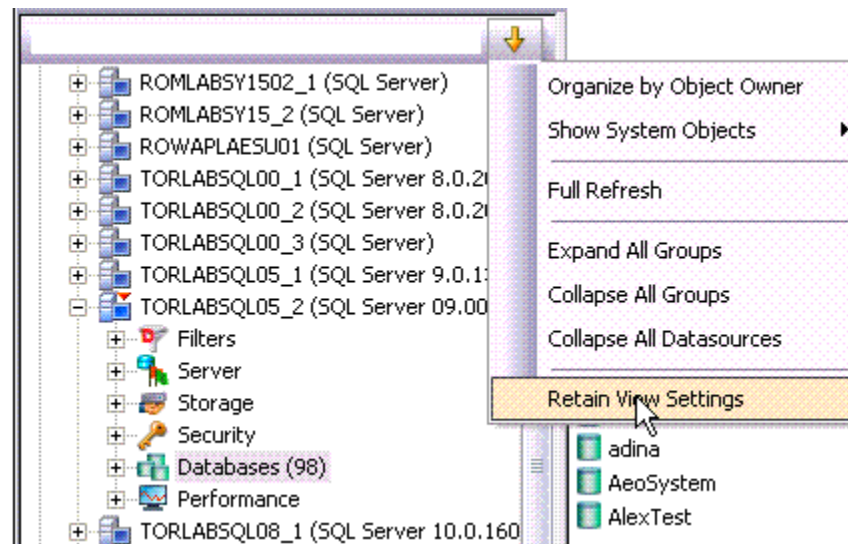 ROMLABSY1502_1 (SQL Server)
ROMLABSY15_2 (SQL Server)
ROWAPLAESU01 (SQL Server)
TORLABSQL00_1 (SQL Server 8.0.20
TORLABSQL00_2 (SQL Server 8.0.20
TORLABSQL00_3 (SQL Server)
TORLABSQL05_1 (SQL Server 9.0.13
TORLABSQL05_2 (SQL Server 09.00
Filters
Server
Storage
Security
Databases (98)
Performance
TORLABSQL08_1 (SQL Server 10.0.160
Organize by Object Owner
Show System Objects
Full Refresh
Expand All Groups
Collapse All Groups
Collapse All Datasources
Retain View Settings
adina
AeoSystem
AlexTest